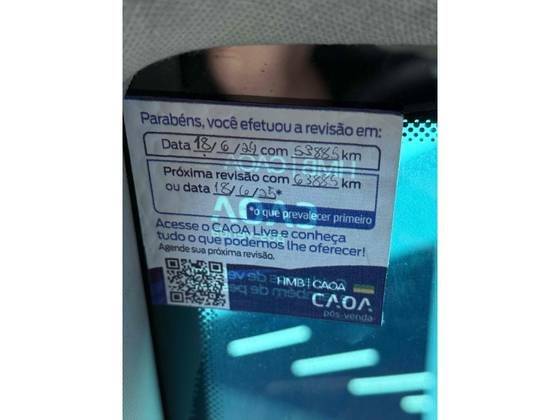 Parabéns, você efetuou a revisão em:
Data 18/6/24 com 53885 km
Próxima revisão com 63885 km
ou data 18/6/25*
*o que prevalecer primeiro
Acesse o CAOA Live e conheça
tudo o que podemos lhe oferecer!
Agende sua próxima revisão.
HMB | CAOA
CAOA
pós-venda